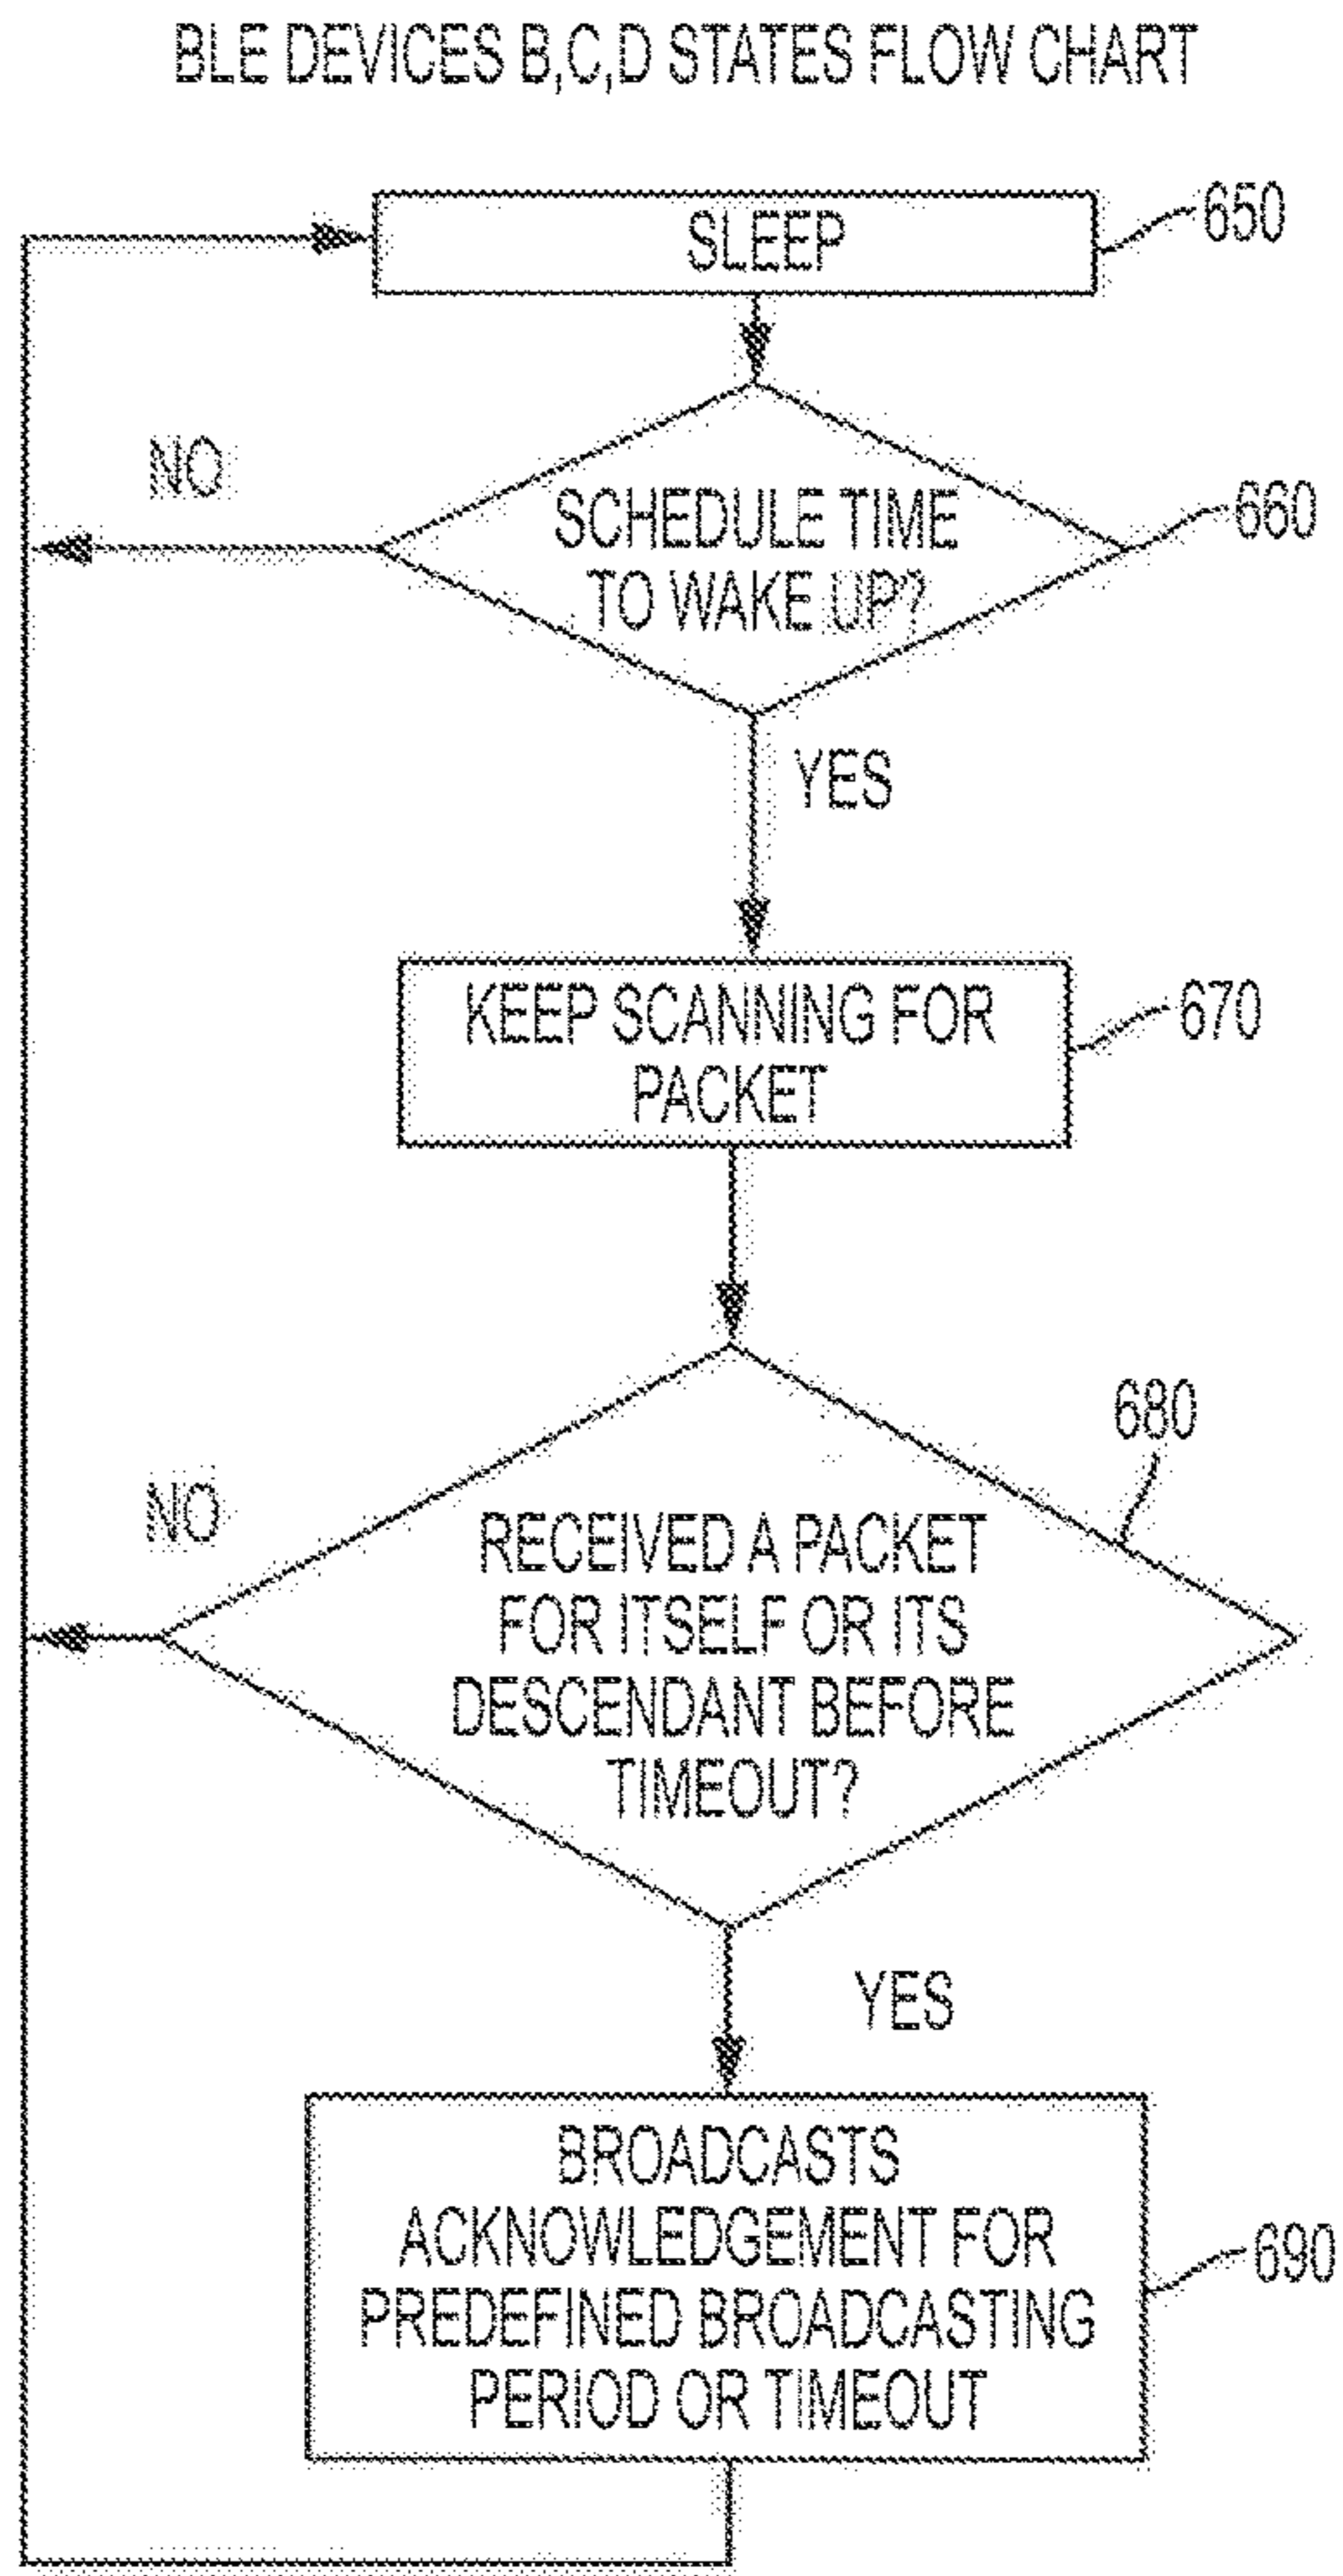 BLE DEVICES B,C,D STATES FLOW CHART
SLEEP
650
NO
SCHEDULE TIME
TO WAKE UP?
660
YES
KEEP SCANNING FOR
PACKET
670
680
NO
RECEIVED A PACKET
FOR ITSELF OR ITS
DESCENDANT BEFORE
TIMEOUT?
YES
BROADCASTS
ACKNOWLEDGEMENT FOR
PREDEFINED BROADCASTING
PERIOD OR TIMEOUT
690